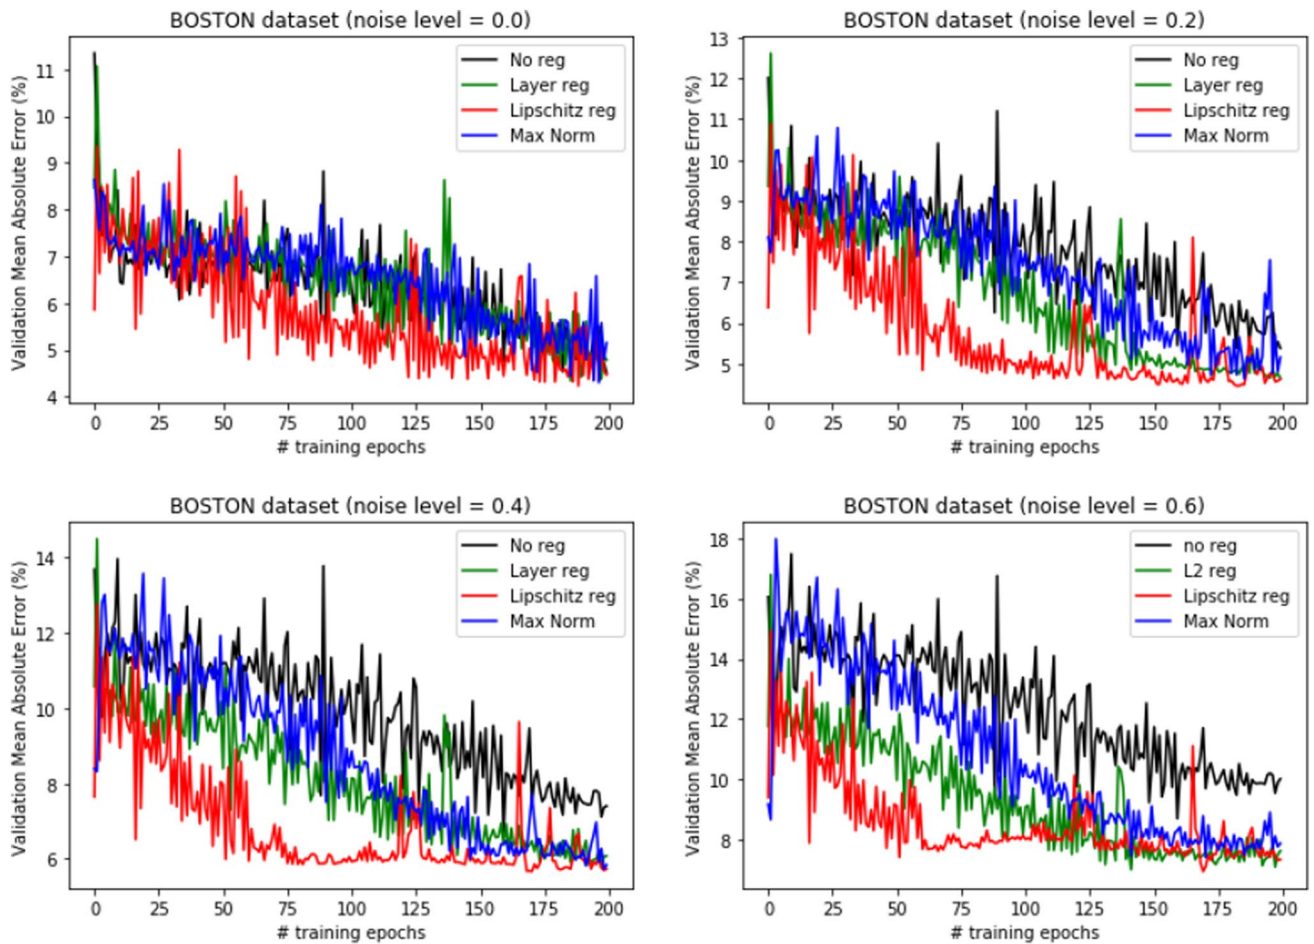 BOSTON dataset (noise level = 0.0)
Validation Mean Absolute Error (%)
11
10
9
8
7
6
5
4
No reg
Layer reg
Lipschitz reg
Max Norm
0 25 50 75 100 125 150 175 200
# training epochs
BOSTON dataset (noise level = 0.2)
Validation Mean Absolute Error (%)
13
12
11
10
9
8
7
6
5
No reg
Layer reg
Lipschitz reg
Max Norm
0 25 50 75 100 125 150 175 200
# training epochs
BOSTON dataset (noise level = 0.4)
Validation Mean Absolute Error (%)
14
12
10
8
6
No reg
Layer reg
Lipschitz reg
Max Norm
0 25 50 75 100 125 150 175 200
# training epochs
BOSTON dataset (noise level = 0.6)
Validation Mean Absolute Error (%)
18
16
14
12
10
8
no reg
L2 reg
Lipschitz reg
Max Norm
0 25 50 75 100 125 150 175 200
# training epochs